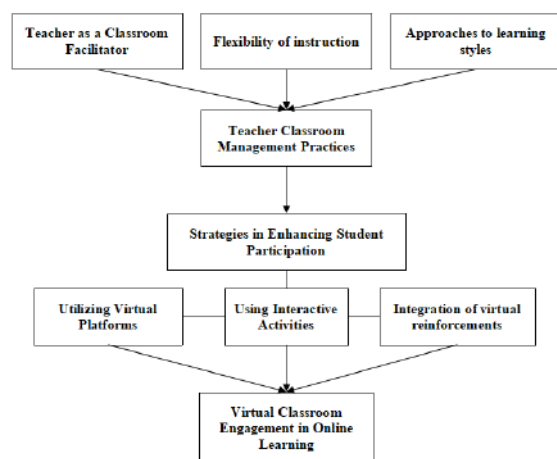 Teacher as a Classroom
Facilitator
Flexibility of instruction
Approaches to learning
styles
Teacher Classroom
Management Practices
Strategies in Enhancing Student
Participation
Utilizing Virtual
Platforms
Using Interactive
Activities
Integration of virtual
reinforcements
Virtual Classroom
Engagement in Online
Learning